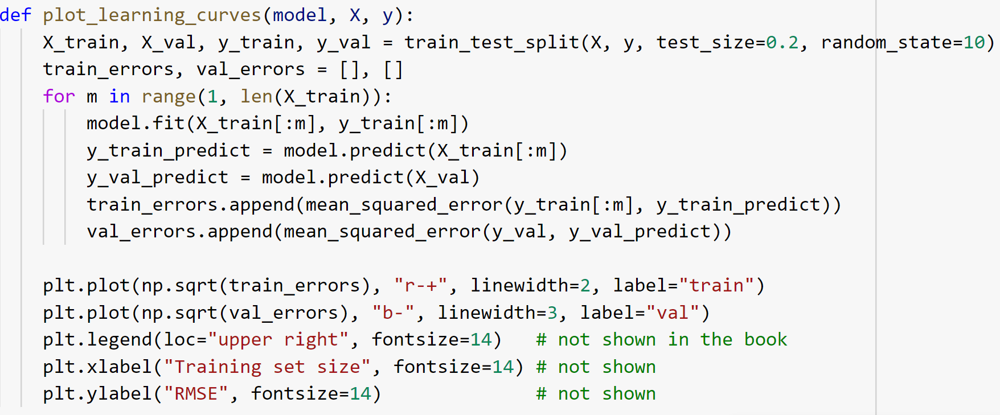 def plot_learning_curves(model, X, y):
    X_train, X_val, y_train, y_val = train_test_split(X, y, test_size=0.2, random_state=10)
    train_errors, val_errors = [], []
    for m in range(1, len(X_train)):
        model.fit(X_train[:m], y_train[:m])
        y_train_predict = model.predict(X_train[:m])
        y_val_predict = model.predict(X_val)
        train_errors.append(mean_squared_error(y_train[:m], y_train_predict))
        val_errors.append(mean_squared_error(y_val, y_val_predict))

    plt.plot(np.sqrt(train_errors), "r-+", linewidth=2, label="train")
    plt.plot(np.sqrt(val_errors), "b-", linewidth=3, label="val")
    plt.legend(loc="upper right", fontsize=14)   # not shown in the book
    plt.xlabel("Training set size", fontsize=14) # not shown
    plt.ylabel("RMSE", fontsize=14)              # not shown